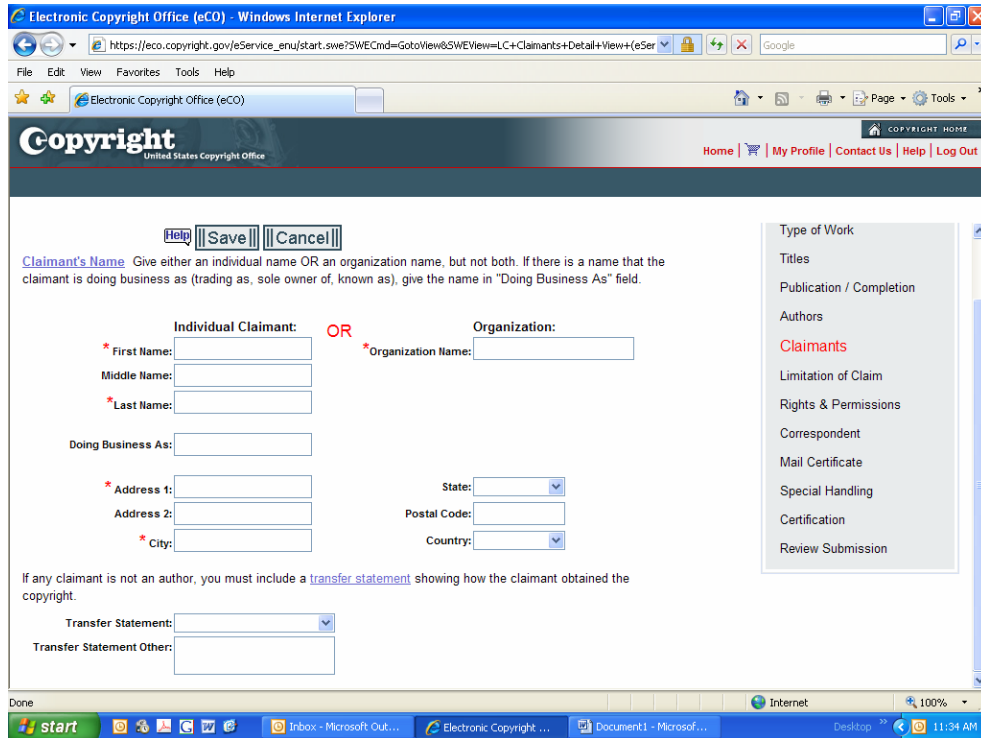 Electronic Copyright Office (eCO) - Windows Internet Explorer
https://eco.copyright.gov/eService_enu/start.swe?SWECmd=GotoView&SWEView=LC+Claimants+Detail+View+(eSer
Google
File Edit View Favorites Tools Help
Electronic Copyright Office (eCO)
Page Tools
Copyright
United States Copyright Office
COPYRIGHT HOME
Home | | My Profile | Contact Us | Help | Log Out
Help ||Save|| ||Cancel||
Claimant's Name Give either an individual name OR an organization name, but not both. If there is a name that the
claimant is doing business as (trading as, sole owner of, known as), give the name in "Doing Business As" field.
Individual Claimant: OR Organization:
* First Name: *Organization Name:
Middle Name:
*Last Name:
Doing Business As:
* Address 1: State:
Address 2: Postal Code:
* City: Country:
If any claimant is not an author, you must include a transfer statement showing how the claimant obtained the
copyright.
Transfer Statement:
Transfer Statement Other:
Type of Work
Titles
Publication / Completion
Authors
Claimants
Limitation of Claim
Rights & Permissions
Correspondent
Mail Certificate
Special Handling
Certification
Review Submission
Done Internet 100%
start Inbox - Microsoft Out... Electronic Copyright ... Document1 - Microsof... Desktop » 11:34 AM